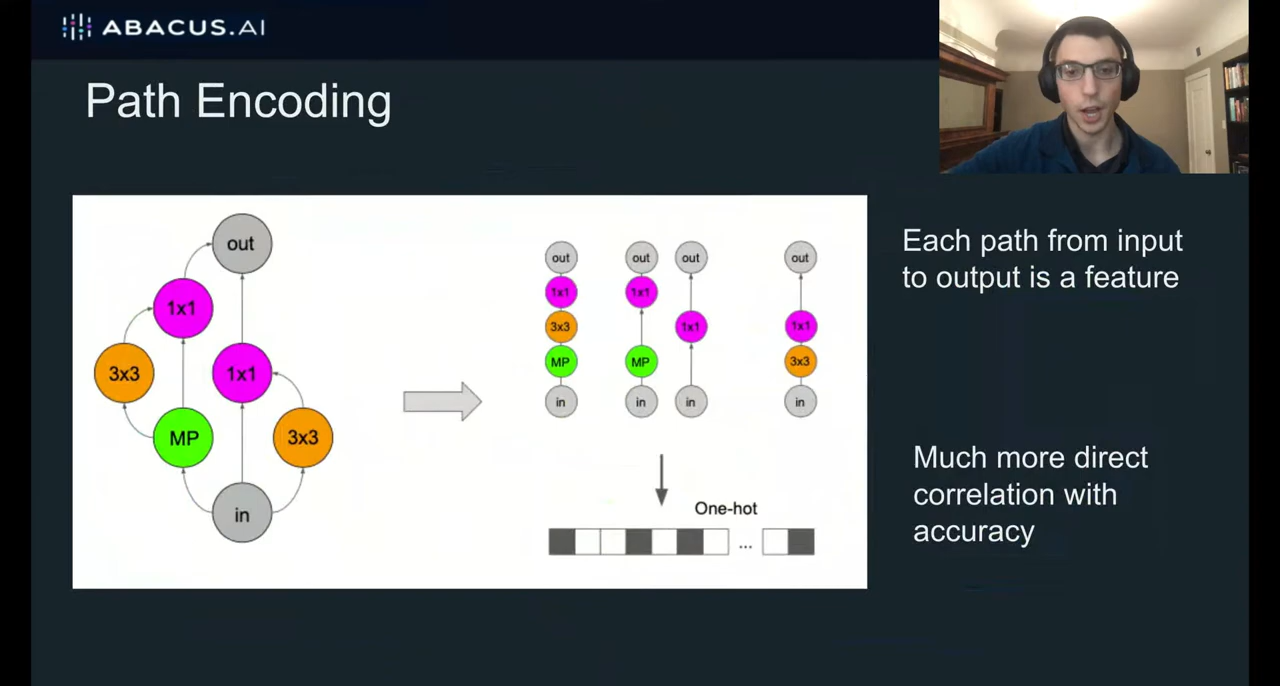 ABACUS.AI
Path Encoding
out
1x1
3x3
1x1
MP
3x3
in
out
out
out
out
1x1
1x1
3x3
1x1
1x1
MP
MP
3x3
in
in
in
in
One-hot
...
Each path from input
to output is a feature
Much more direct
correlation with
accuracy